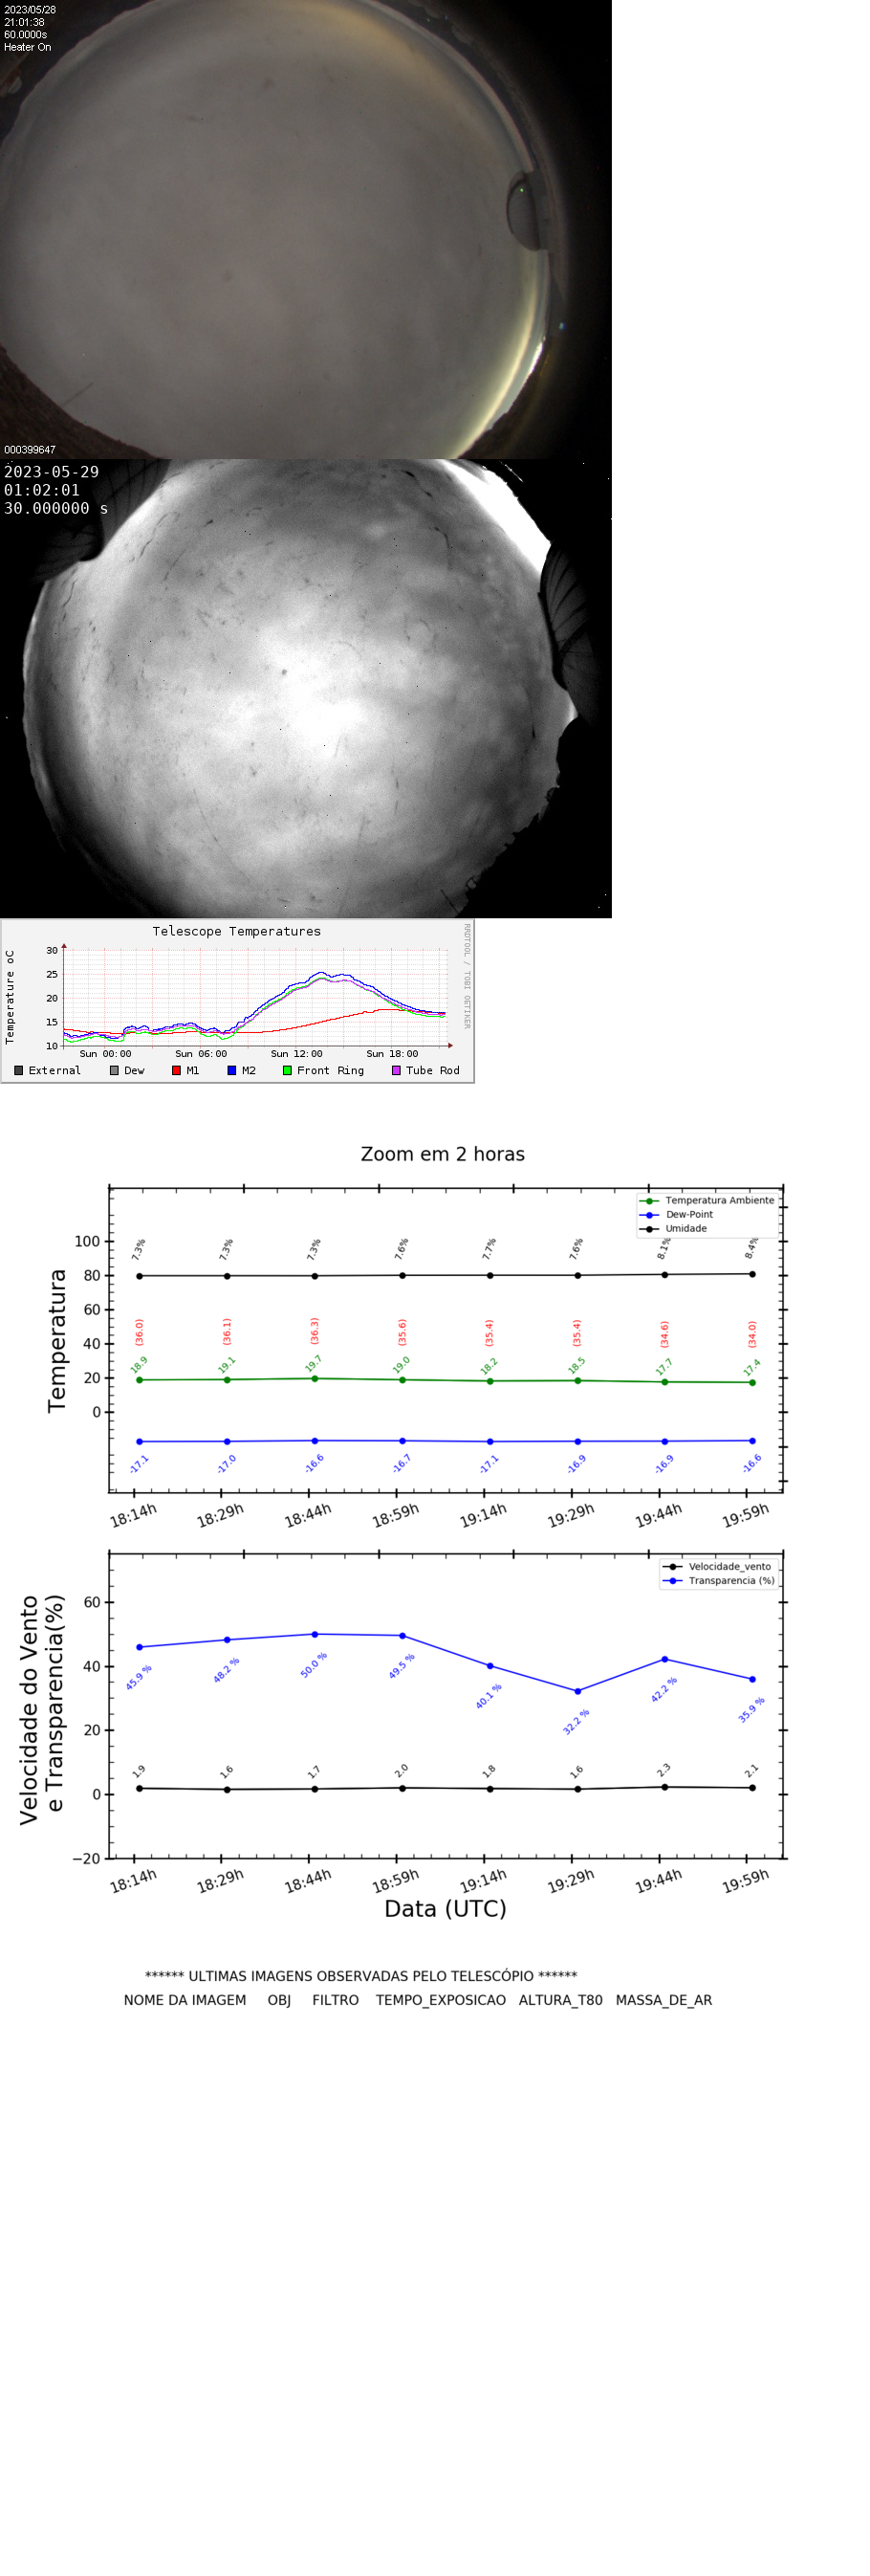 2023/05/28
21:01:38
60.0000s
Heater On
000399647
2023-05-29
01:02:01
30.000000 s
Telescope Temperatures
RRDTOOL / TOBI OETIKER
Temperature oC
30
25
20
15
10
Sun 00:00 Sun 06:00 Sun 12:00 Sun 18:00
External Dew M1 M2 Front Ring Tube Rod
Zoom em 2 horas
Temperatura Ambiente
Dew-Point
Umidade
Temperatura
100
80
60
40
20
0
7.3% 7.3% 7.3% 7.6% 7.7% 7.6% 8.1% 8.4%
(36.0) (36.1) (36.3) (35.6) (35.4) (35.4) (34.6) (34.0)
18.9 19.1 19.7 19.0 18.2 18.5 17.7 17.4
-17.1 -17.0 -16.6 -16.7 -17.1 -16.9 -16.9 -16.6
18:14h 18:29h 18:44h 18:59h 19:14h 19:29h 19:44h 19:59h
Velocidade_vento
Transparencia (%)
Velocidade do Vento
e Transparencia(%)
60
40
20
0
−20
45.9 % 48.2 % 50.0 % 49.5 % 40.1 % 32.2 % 42.2 % 35.9 %
1.9 1.6 1.7 2.0 1.8 1.6 2.3 2.1
18:14h 18:29h 18:44h 18:59h 19:14h 19:29h 19:44h 19:59h
Data (UTC)
****** ULTIMAS IMAGENS OBSERVADAS PELO TELESCÓPIO ******
NOME DA IMAGEM OBJ FILTRO TEMPO_EXPOSICAO ALTURA_T80 MASSA_DE_AR